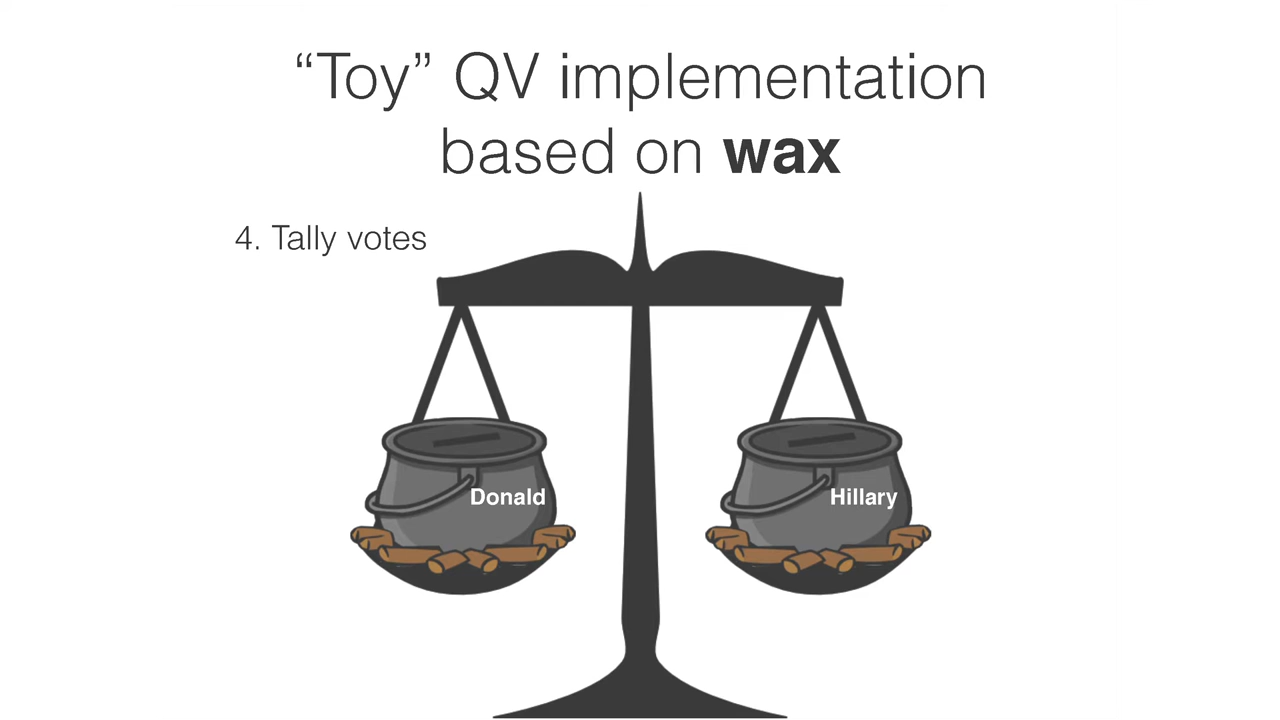 “Toy” QV implementation
based on wax
4. Tally votes
Donald
Hillary